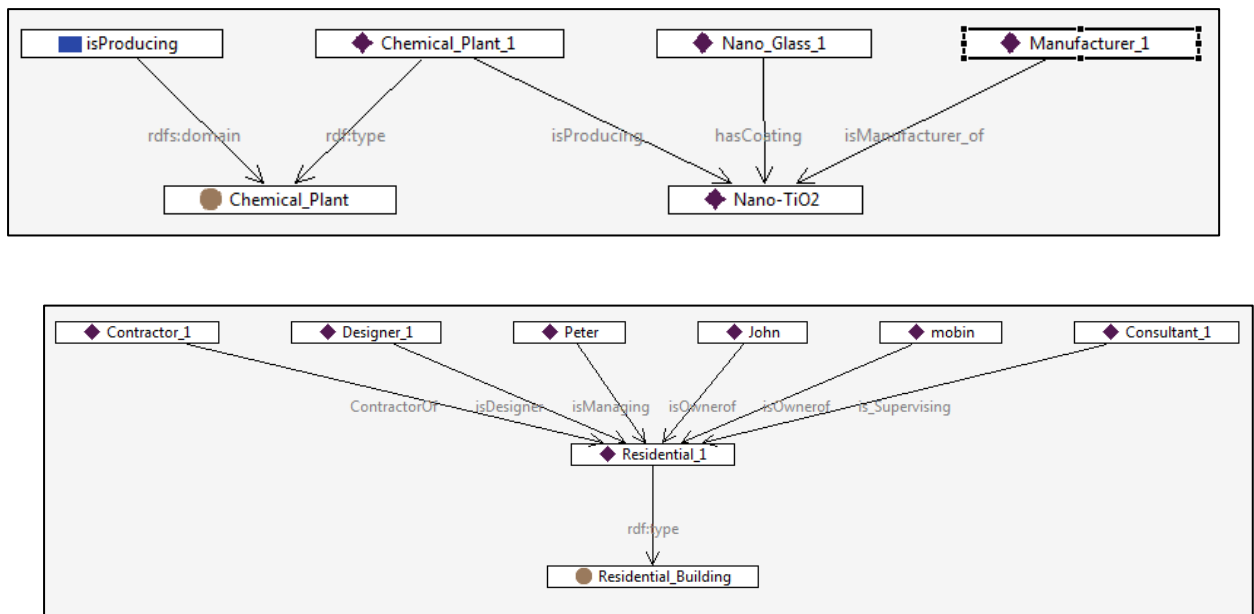 isProducing Chemical_Plant_1 Nano_Glass_1 Manufacturer_1
rdfs:domain rdf:type isProducing hasCoating isManufacturer_of
Chemical_Plant Nano-TiO2
Contractor_1 Designer_1 Peter John mobin Consultant_1
ContractorOf isDesigner isManaging isOwnerof isOwnerof is_Supervising
Residential_1
rdf:type
Residential_Building